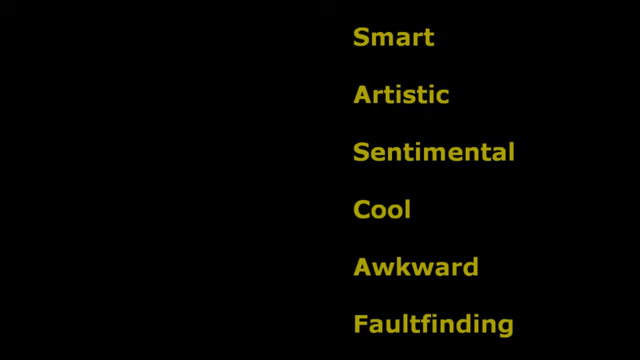 Smart
Artistic
Sentimental
Cool
Awkward
Faultfinding